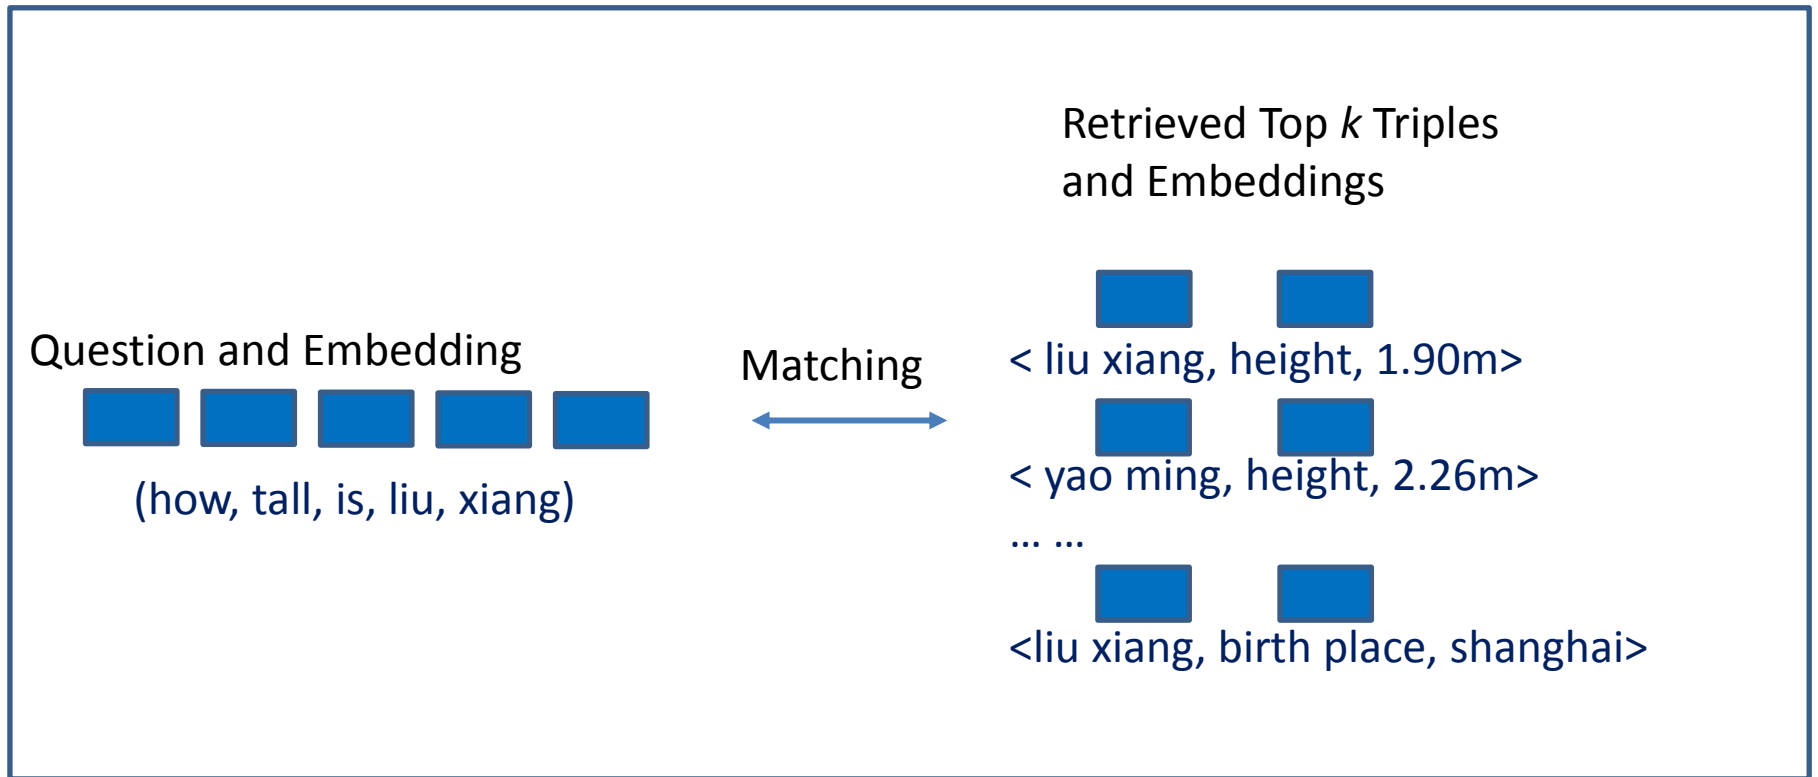 Retrieved Top k Triples
and Embeddings
Question and Embedding
(how, tall, is, liu, xiang)
Matching
< liu xiang, height, 1.90m>
< yao ming, height, 2.26m>
... ...
<liu xiang, birth place, shanghai>